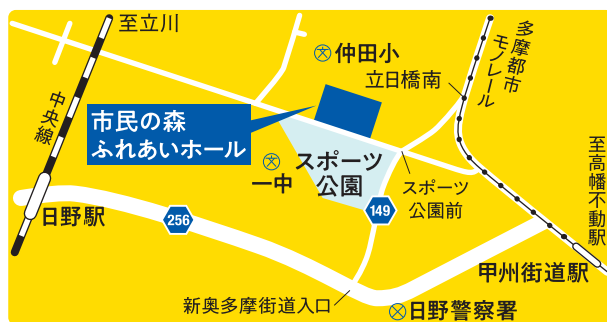 至立川
中央線
仲田小
立日橋南
多摩都市
モノレール
市民の森
ふれあいホール
一中
スポーツ
公園
スポーツ
公園前
至高幡不動駅
日野駅
256
149
甲州街道駅
新奥多摩街道入口
日野警察署